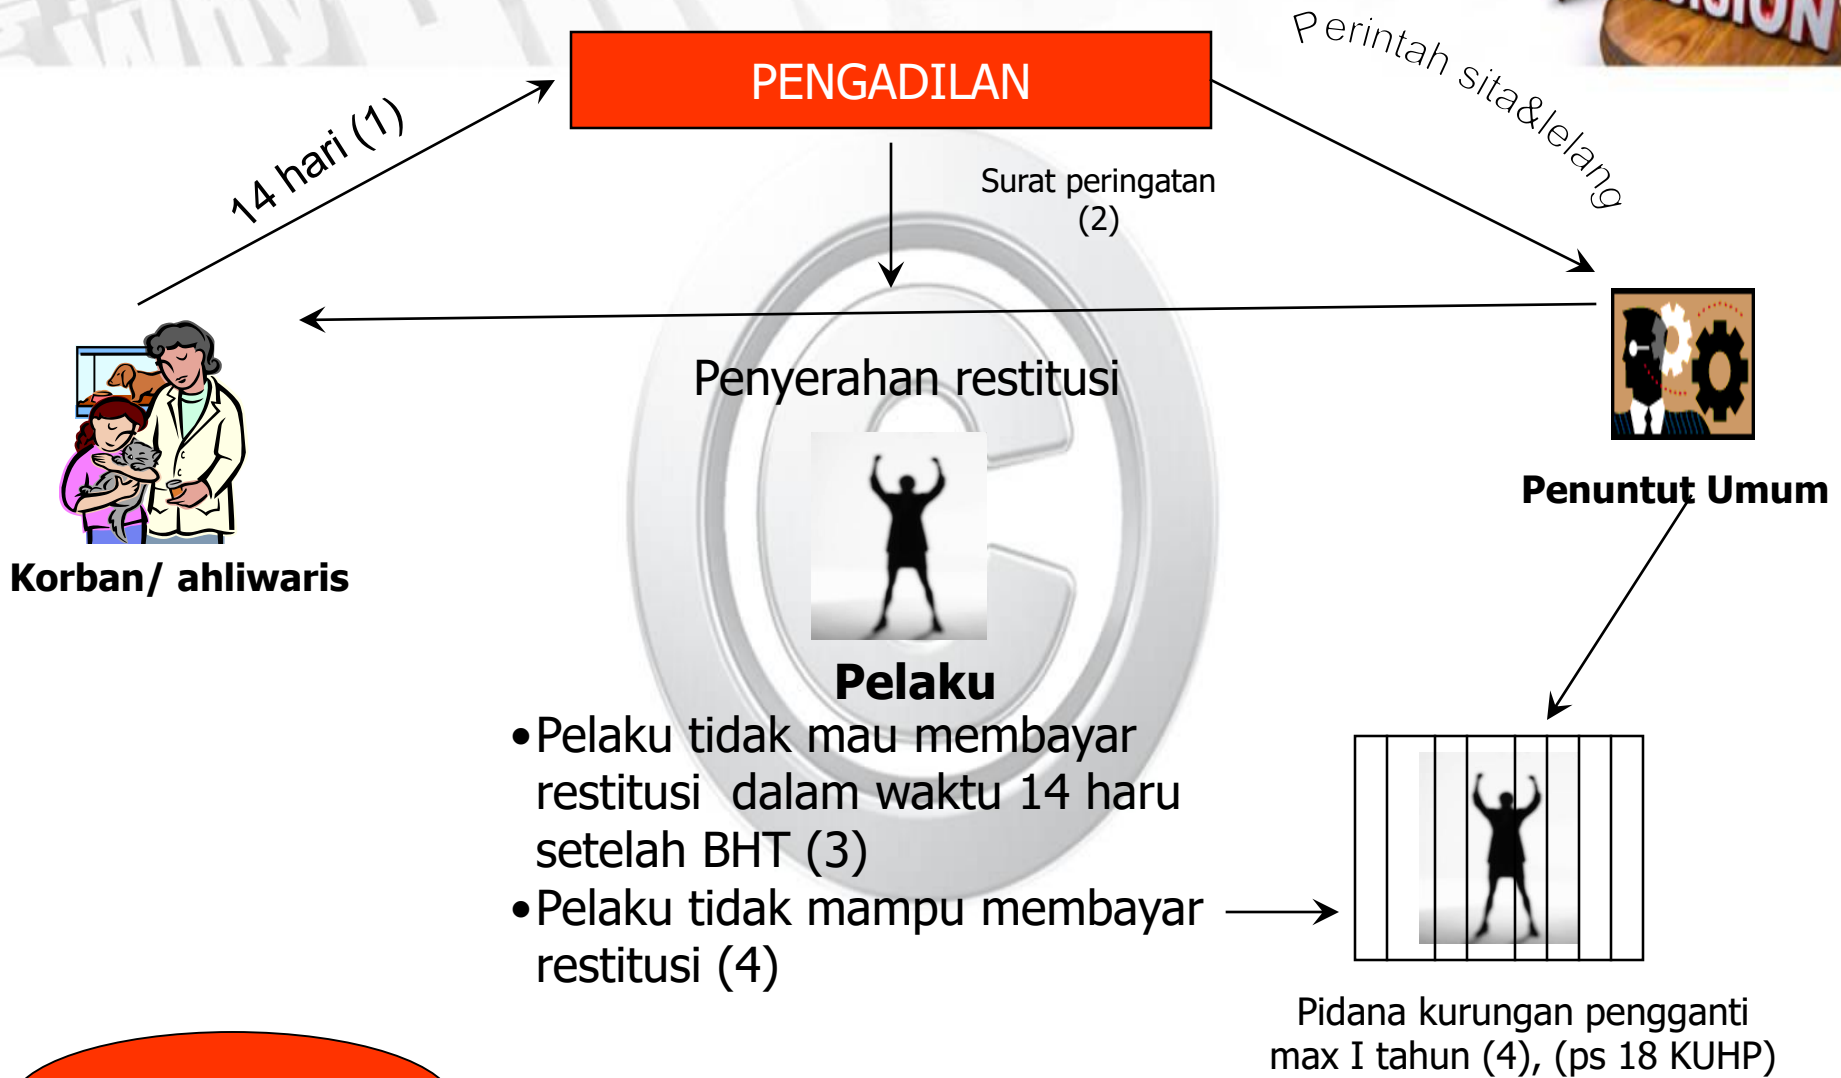 PENGADILAN
Perintah sita&lelang
14 hari (1)
Surat peringatan
(2)
Penyerahan restitusi
Penuntut Umum
Korban/ ahliwaris
Pelaku
•Pelaku tidak mau membayar
restitusi dalam waktu 14 haru
setelah BHT (3)
•Pelaku tidak mampu membayar
restitusi (4)
Pidana kurungan pengganti
max I tahun (4), (ps 18 KUHP)